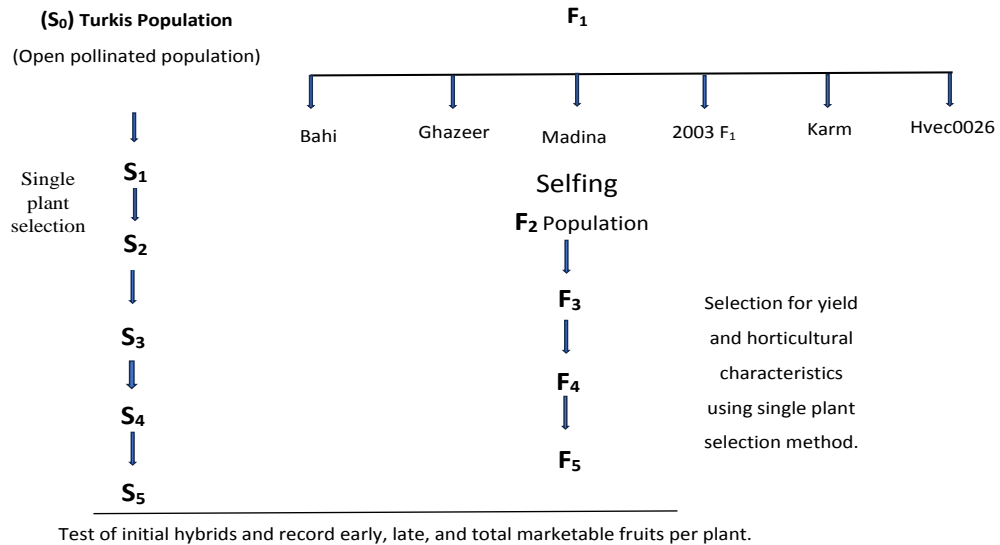 (S₀) Turkis Population
(Open pollinated population)
Single
plant
selection
S₁
S₂
S₃
S₄
S₅
F₁
Bahi Ghazeer Madina 2003 F₁ Karm Hvec0026
Selfing
F₂ Population
F₃
F₄
F₅
Selection for yield
and horticultural
characteristics
using single plant
selection method.
Test of initial hybrids and record early, late, and total marketable fruits per plant.